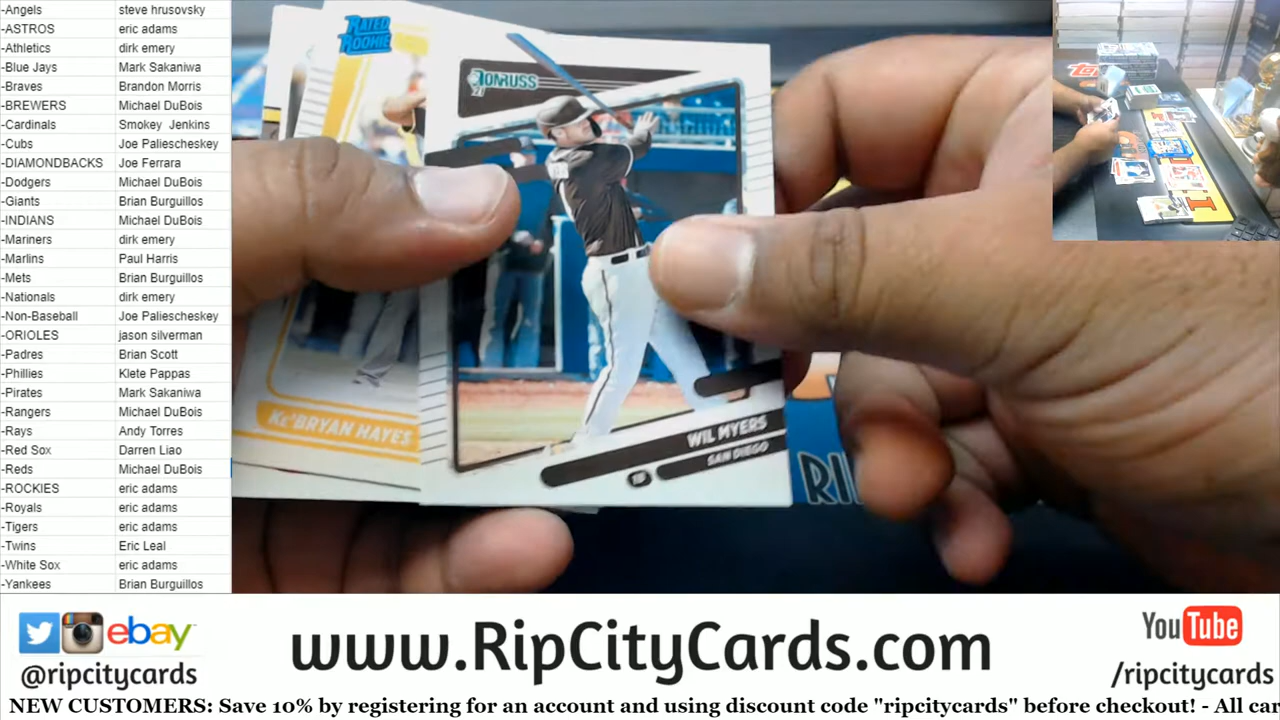 -Angels steve hrusovsky
-ASTROS eric adams
-Athletics dirk emery
-Blue Jays Mark Sakaniwa
-Braves Brandon Morris
-BREWERS Michael DuBois
-Cardinals Smokey Jenkins
-Cubs Joe Paliescheskey
-DIAMONDBACKS Joe Ferrara
-Dodgers Michael DuBois
-Giants Brian Burguillos
-INDIANS Michael DuBois
-Mariners dirk emery
-Marlins Paul Harris
-Mets Brian Burguillos
-Nationals dirk emery
-Non-Baseball Joe Paliescheskey
-ORIOLES jason silverman
-Padres Brian Scott
-Phillies Klete Pappas
-Pirates Mark Sakaniwa
-Rangers Michael DuBois
-Rays Andy Torres
-Red Sox Darren Liao
-Reds Michael DuBois
-ROCKIES eric adams
-Royals eric adams
-Tigers eric adams
-Twins Eric Leal
-White Sox eric adams
-Yankees Brian Burguillos
RATED
ROOKIE
DONRUSS
KE'BRYAN HAYES
WIL MYERS
SAN DIEGO
RI
ebay
@ripcitycards
www.RipCityCards.com
YouTube
/ripcitycards
NEW CUSTOMERS: Save 10% by registering for an account and using discount code "ripcitycards" before checkout! - All car